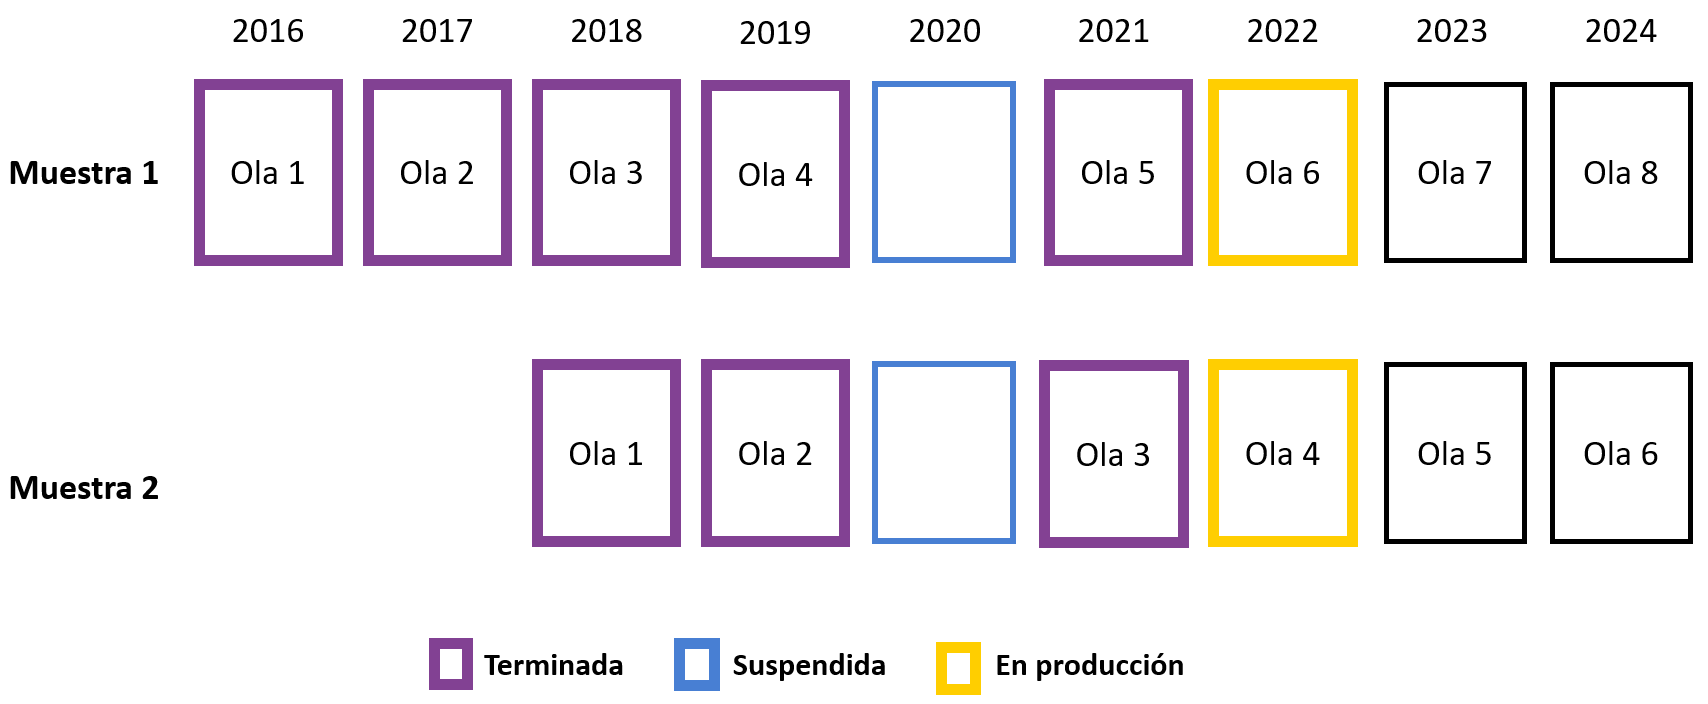 2016 2017 2018 2019 2020 2021 2022 2023 2024
Muestra 1 Ola 1 Ola 2 Ola 3 Ola 4 Ola 5 Ola 6 Ola 7 Ola 8
Ola 1 Ola 2 Ola 3 Ola 4 Ola 5 Ola 6
Muestra 2
Terminada Suspendida En producción